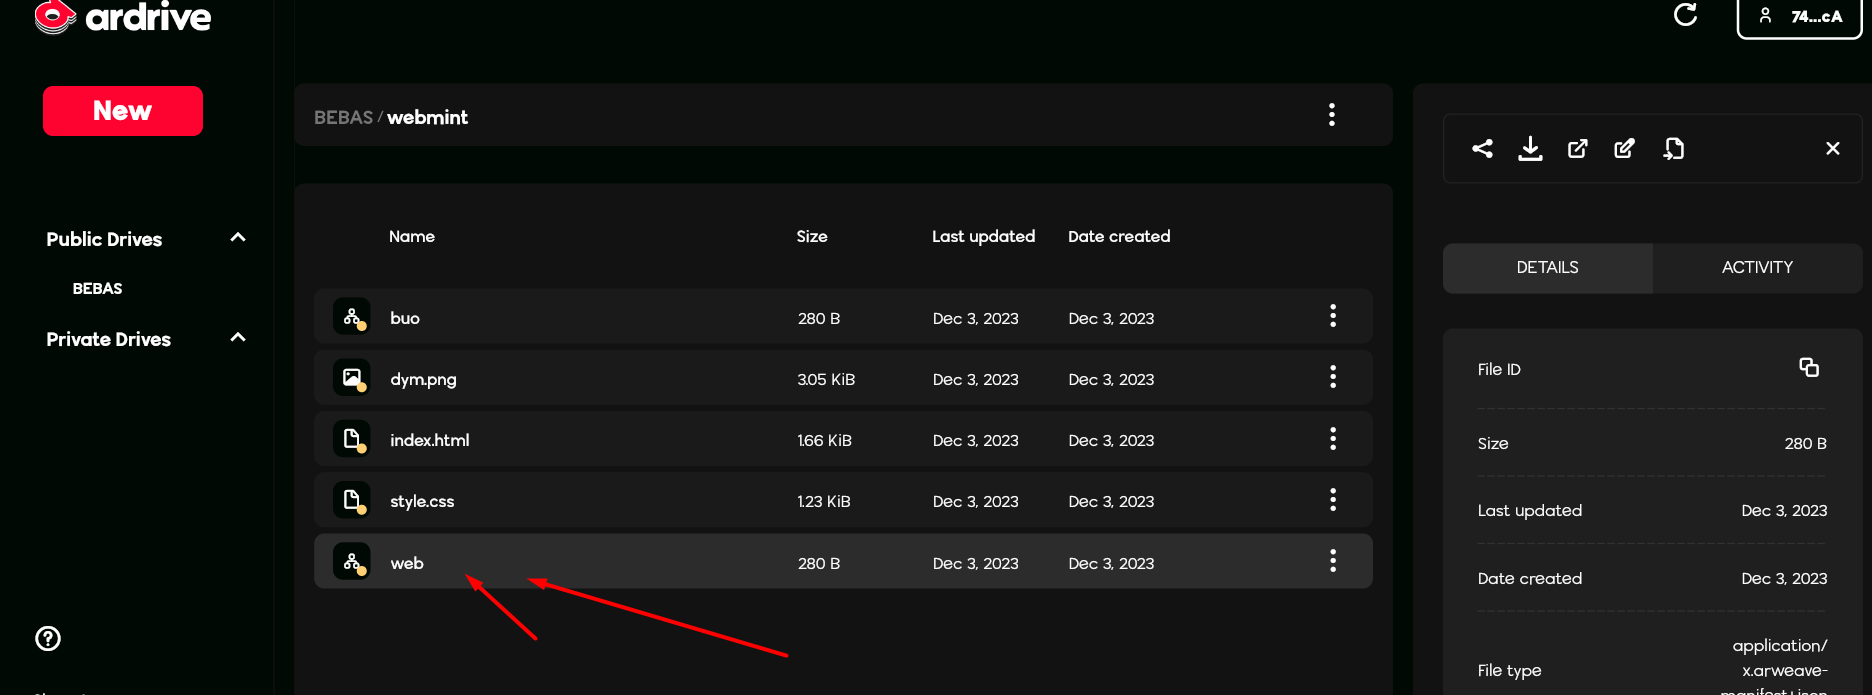 ardrive
74...cA
New
BEBAS / webmint
Public Drives
BEBAS
Private Drives
Name Size Last updated Date created
buo 280 B Dec 3, 2023 Dec 3, 2023
dym.png 3.05 KiB Dec 3, 2023 Dec 3, 2023
index.html 1.66 KiB Dec 3, 2023 Dec 3, 2023
style.css 1.23 KiB Dec 3, 2023 Dec 3, 2023
web 280 B Dec 3, 2023 Dec 3, 2023
DETAILS ACTIVITY
File ID
Size 280 B
Last updated Dec 3, 2023
Date created Dec 3, 2023
File type application/
x.arweave-
manifest+json